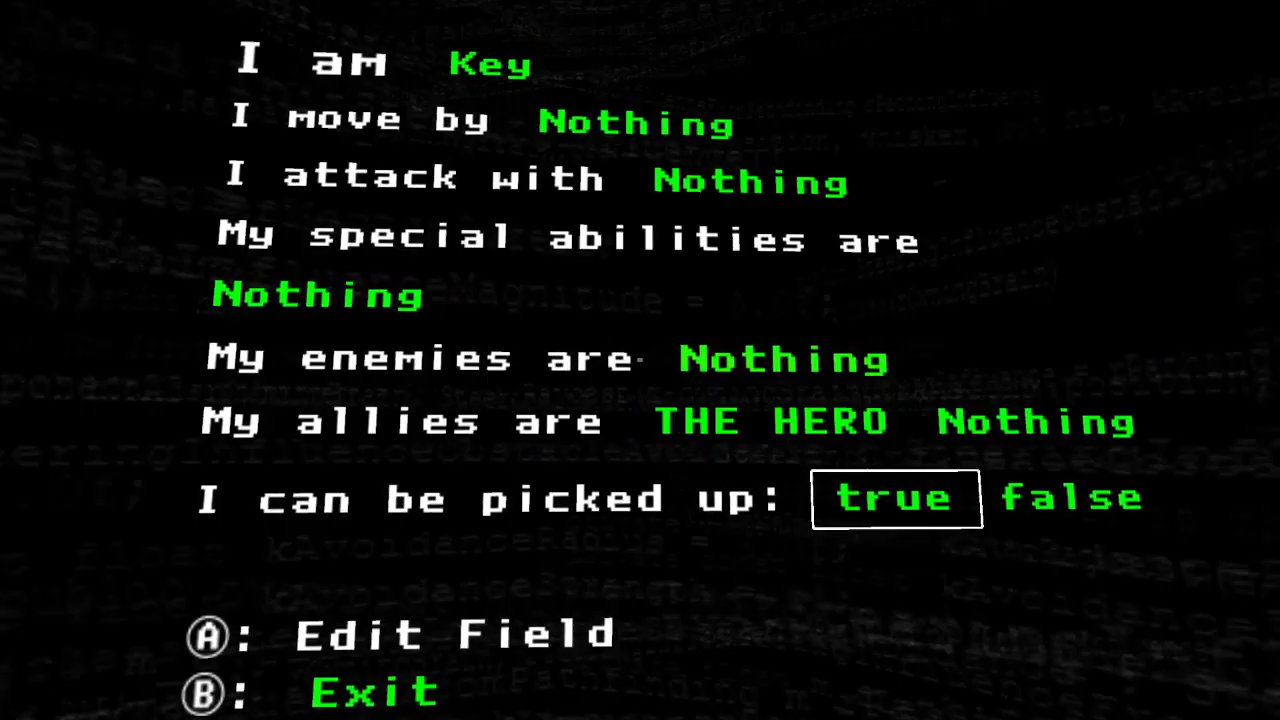 I am Key
I move by Nothing
I attack with Nothing
My special abilities are
Nothing
My enemies are Nothing
My allies are THE HERO Nothing
I can be picked up: true false
A: Edit Field
B: Exit